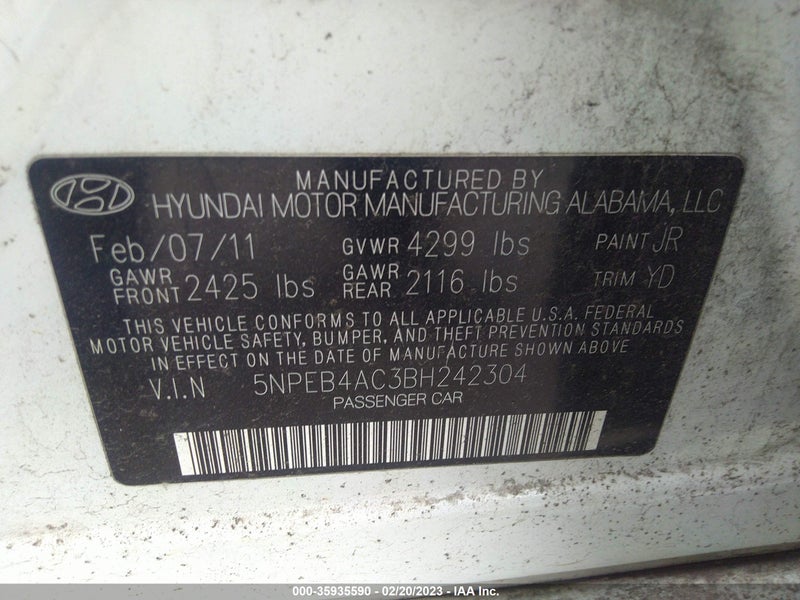 MANUFACTURED BY
HYUNDAI MOTOR MANUFACTURING ALABAMA, LLC
Feb/07/11 GVWR 4299 lbs PAINT JR
GAWR FRONT 2425 lbs GAWR REAR 2116 lbs TRIM YD
THIS VEHICLE CONFORMS TO ALL APPLICABLE U.S.A. FEDERAL
MOTOR VEHICLE SAFETY, BUMPER, AND THEFT PREVENTION STANDARDS
IN EFFECT ON THE DATE OF MANUFACTURE SHOWN ABOVE.
V.I.N 5NPEB4AC3BH242304
PASSENGER CAR
000-35935590 - 02/20/2023 - IAA Inc.